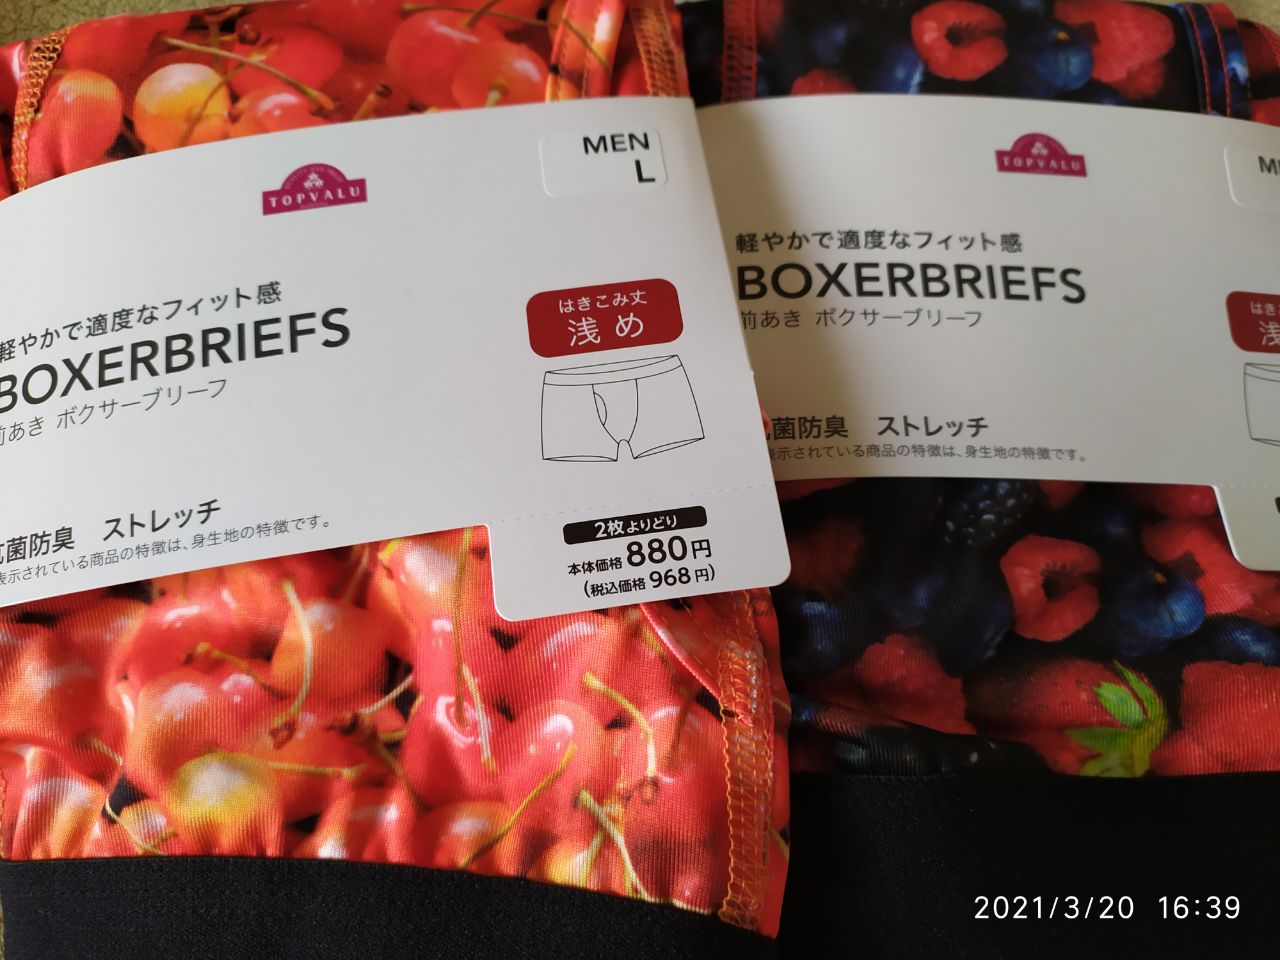 MEN
L
TOPVALU
軽やかで適度なフィット感
BOXERBRIEFS
前あき ボクサーブリーフ
はきこみ丈
浅め
菌防臭 ストレッチ
表示されている商品の特徴は、身生地の特徴です。
2枚よりどり
本体価格880円
(税込価格968円)
TOPVALU
軽やかで適度なフィット感
BOXERBRIEFS
前あき ボクサーブリーフ
はき
浅
菌防臭 ストレッチ
表示されている商品の特徴は、身生地の特徴です。
2021/3/20 16:39